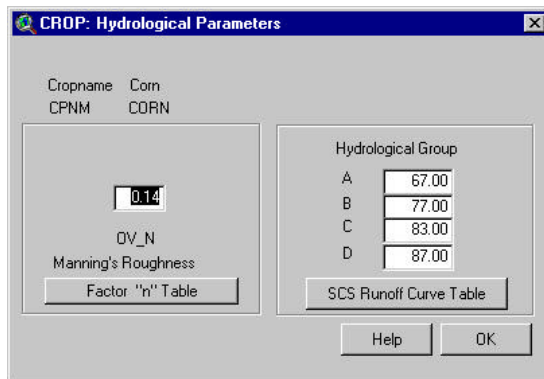 CROP: Hydrological Parameters
Cropname Corn
CPNM CORN
0.14
OV_N
Manning's Roughness
Factor "n" Table
Hydrological Group
A 67.00
B 77.00
C 83.00
D 87.00
SCS Runoff Curve Table
Help OK